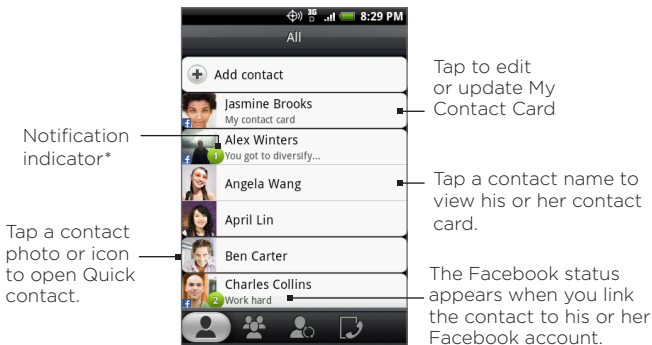 3G
D
8:29 PM
All
Add contact
Jasmine Brooks
My contact card
Alex Winters
1
You got to diversify...
Angela Wang
April Lin
Ben Carter
Charles Collins
2
Work hard
Notification
indicator*
Tap a contact
photo or icon
to open Quick
contact.
Tap to edit
or update My
Contact Card
Tap a contact name to
view his or her contact
card.
The Facebook status
appears when you link
the contact to his or her
Facebook account.